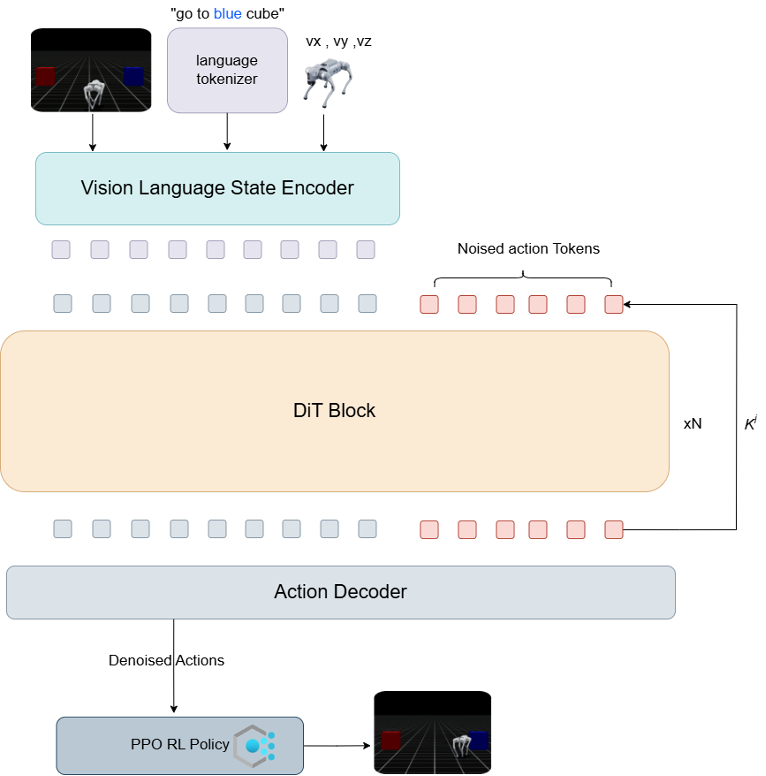 "go to blue cube"
language
tokenizer
vx , vy ,vz
Vision Language State Encoder
Noised action Tokens
DiT Block
xN
Kⁱ
Action Decoder
Denoised Actions
PPO RL Policy